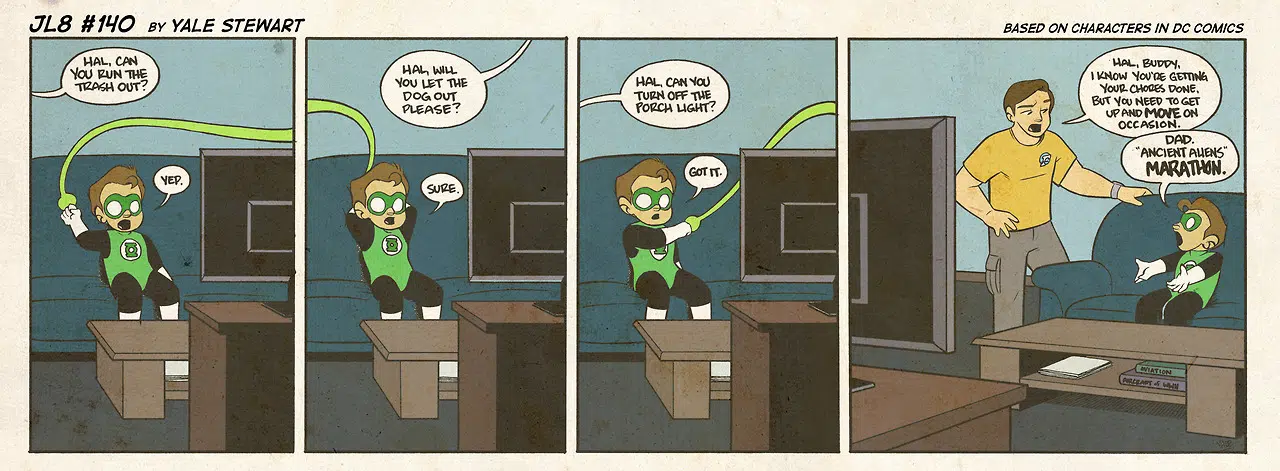 JL8 #140 BY YALE STEWART
BASED ON CHARACTERS IN DC COMICS
HAL, CAN
YOU RUN THE
TRASH OUT?
YEP.
HAL, WILL
YOU LET THE
DOG OUT
PLEASE?
SURE.
HAL, CAN YOU
TURN OFF THE
PORCH LIGHT?
GOT IT.
HAL, BUDDY,
I KNOW YOU'RE GETTING
YOUR CHORES DONE,
BUT YOU NEED TO GET
UP AND MOVE ON
OCCASION.
DAD.
"ANCIENT ALIENS"
MARATHON.
AVIATION
AIRCRAFT of WWII